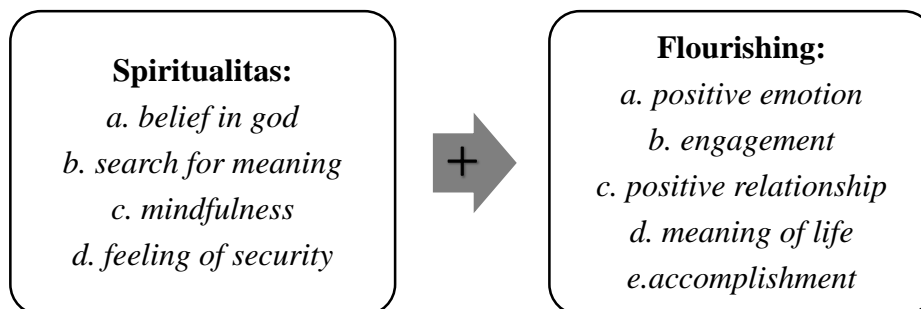 Spiritualitas:
a. belief in god
b. search for meaning
c. mindfulness
d. feeling of security
+
Flourishing:
a. positive emotion
b. engagement
c. positive relationship
d. meaning of life
e.accomplishment